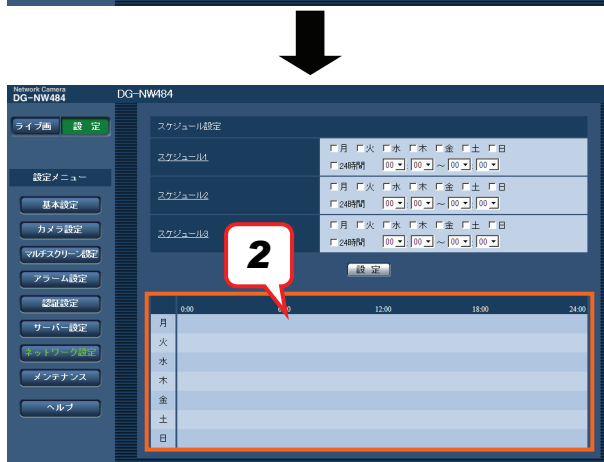 Network Camera
DG-NW484
DG-NW484
ライブ画 設 定
設定メニュー
基本設定
カメラ設定
マルチスクリーン設定
アラーム設定
認証設定
サーバー設定
ネットワーク設定
メンテナンス
ヘルプ
スケジュール設定
スケジュール1
月 火 水 木 金 土 日
24時間 00 : 00 ～ 00 : 00
スケジュール2
月 火 水 木 金 土 日
24時間 00 : 00 ～ 00 : 00
スケジュール3
月 火 水 木 金 土 日
24時間 00 : 00 ～ 00 : 00
2
設 定
0:00 12:00 18:00 24:00
月
火
水
木
金
土
日